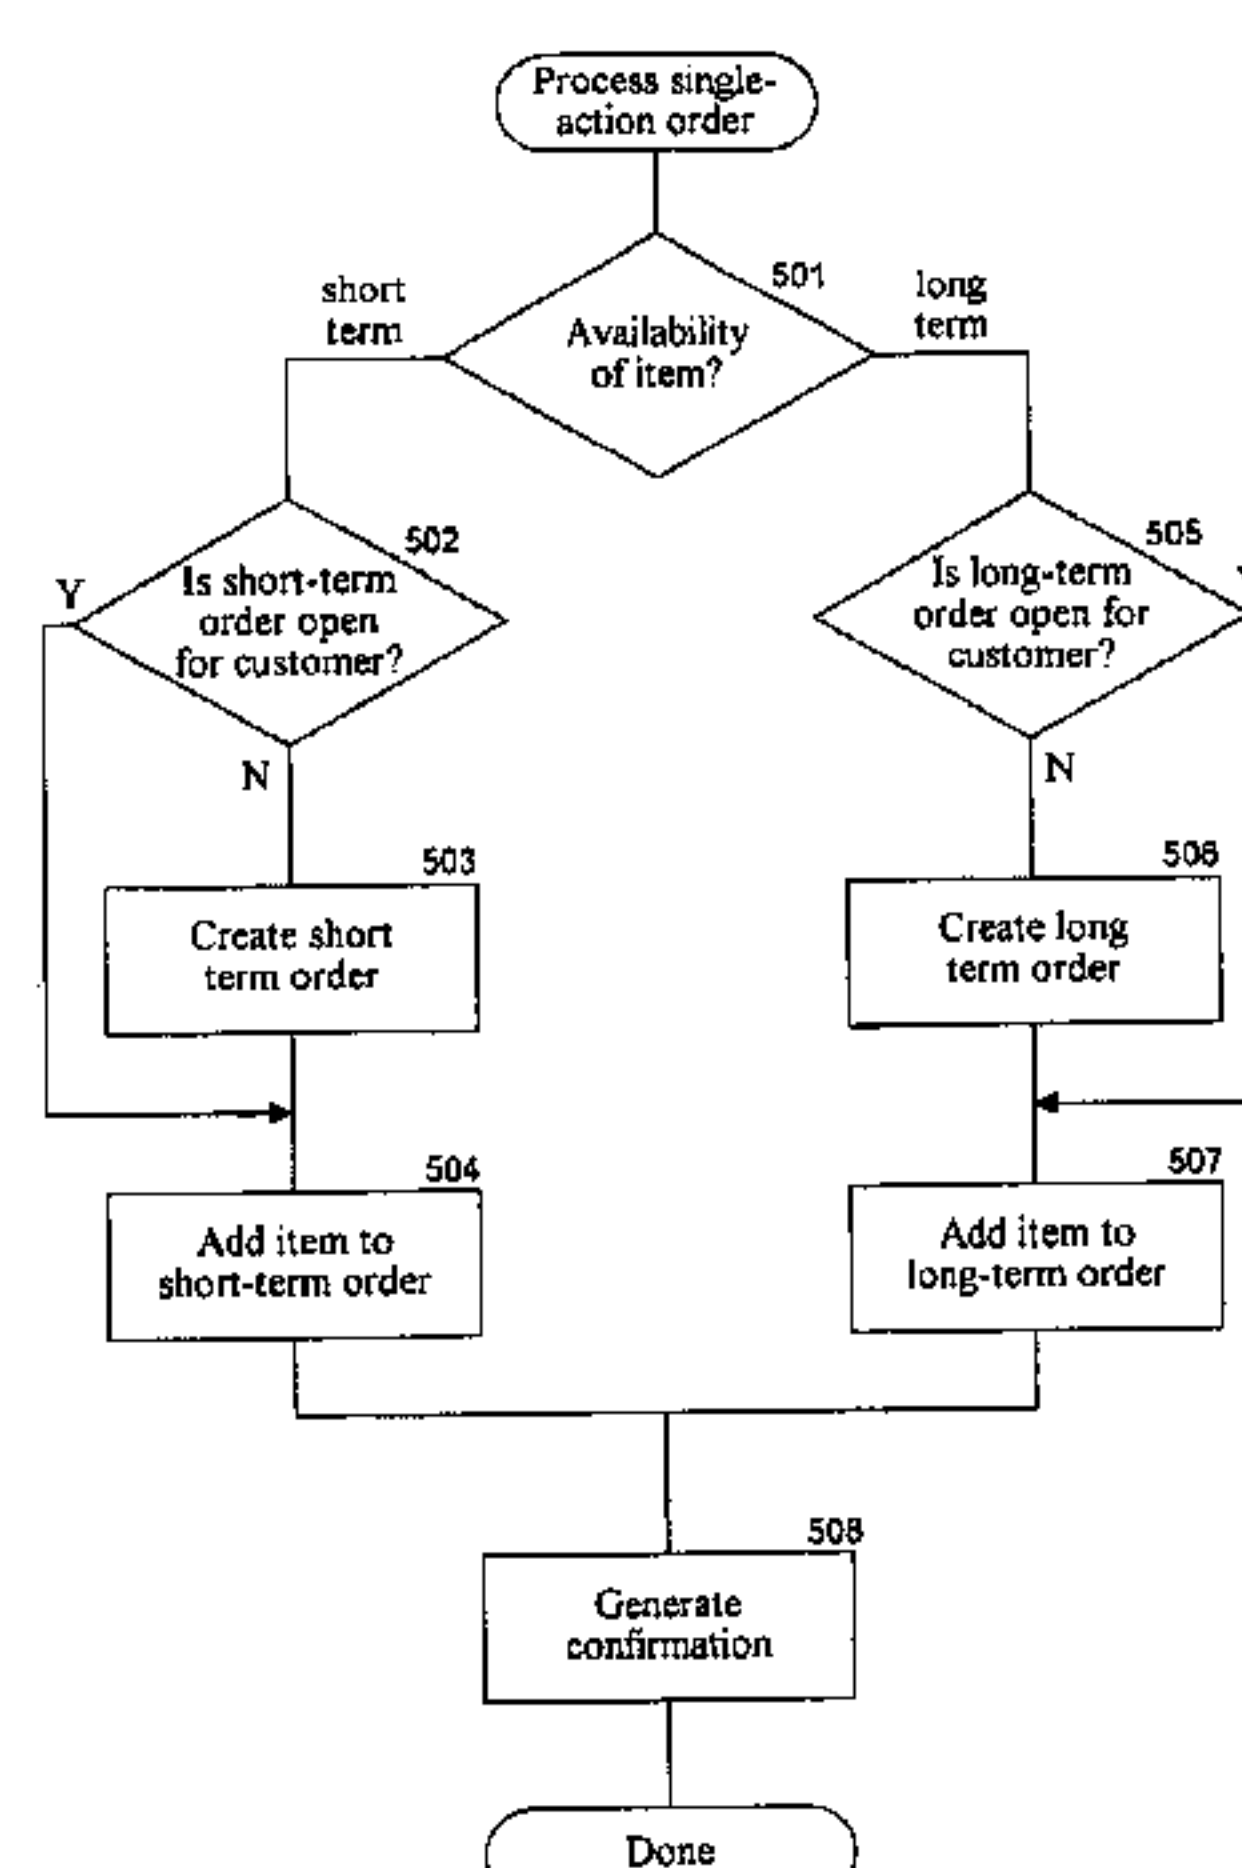 Process single-
action order
501
short
term
Availability
of item?
long
term
502
Is short-term
order open
for customer?
Y
N
505
Is long-term
order open for
customer?
N
503
Create short
term order
506
Create long
term order
504
Add item to
short-term order
507
Add item to
long-term order
508
Generate
confirmation
Done